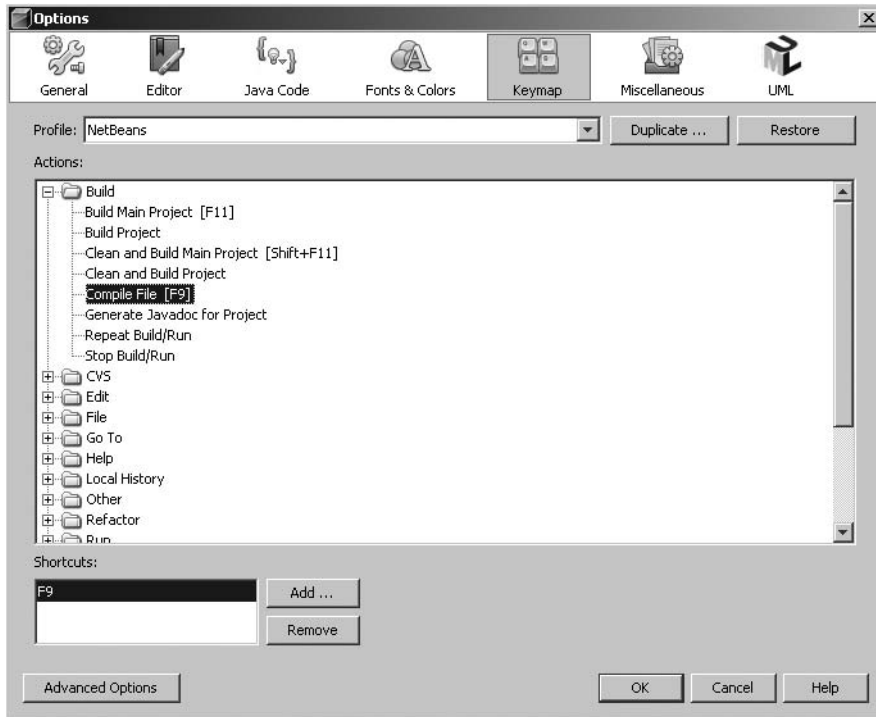 Options
General Editor Java Code Fonts & Colors Keymap Miscellaneous UML
Profile: NetBeans Duplicate ... Restore
Actions:
Build
Build Main Project [F11]
Build Project
Clean and Build Main Project [Shift+F11]
Clean and Build Project
Compile File [F9]
Generate Javadoc for Project
Repeat Build/Run
Stop Build/Run
CVS
Edit
File
Go To
Help
Local History
Other
Refactor
Run
Shortcuts:
F9 Add ...
Remove
Advanced Options OK Cancel Help